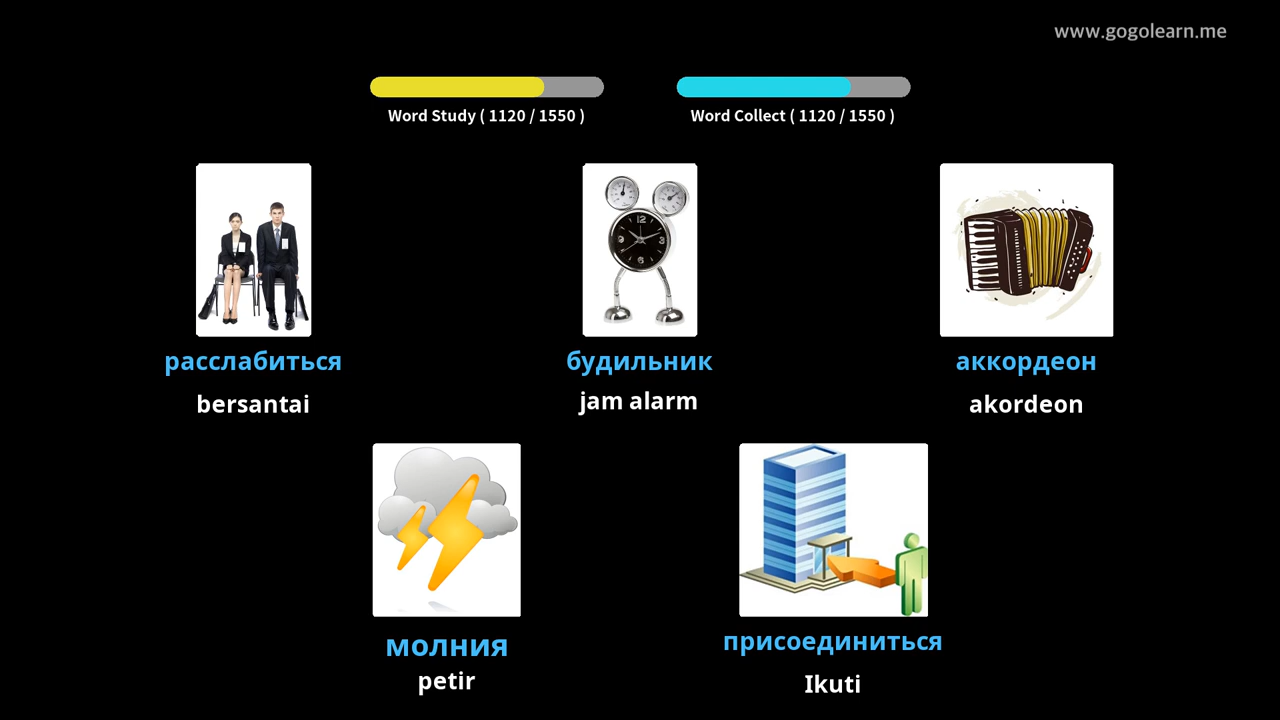 www.gogolearn.me
Word Study ( 1120 / 1550 )
Word Collect ( 1120 / 1550 )
расслабиться
bersantai
будильник
jam alarm
аккордеон
akordeon
молния
petir
присоединиться
Ikuti